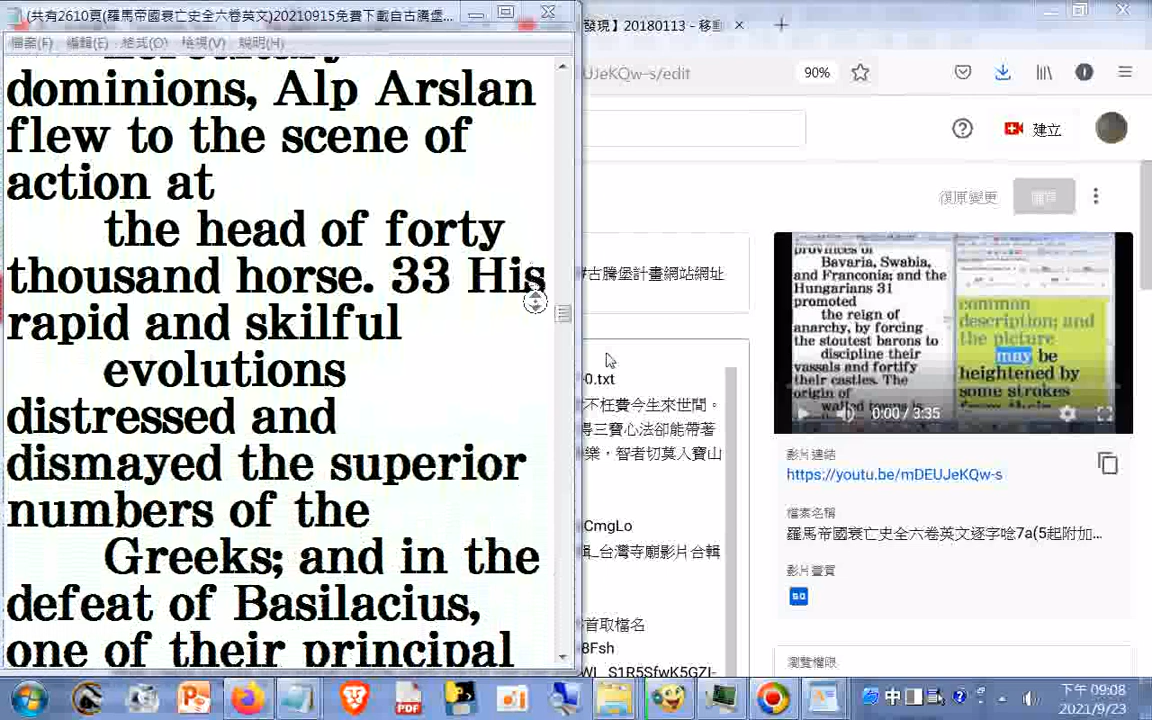 (共有2610頁(羅馬帝國衰亡史全六卷英文)20210915免費下載自古騰堡...
檔案(F) 編輯(E) 格式(O) 檢視(V) 說明(H)
dominions, Alp Arslan
flew to the scene of
action at
the head of forty
thousand horse. 33 His
rapid and skilful
evolutions
distressed and
dismayed the superior
numbers of the
Greeks; and in the
defeat of Basilacius,
one of their principal
發現】20180113 - 移動
JeKQw-s/edit
90%
建立
復原變更
#古騰堡計畫網站網址
-0.txt
不枉費今生來世間。
得三寶心法卻能帶著
樂，智者切莫入寶山
CmgLo
_台灣寺廟影片合輯
首取檔名
8Fsh
WI_S1R5SfwK5GZI-
provinces of
Bavaria, Swabia,
and Franconia; and the
Hungarians 31
promoted
the reign of
anarchy, by forcing
the stoutest barons to
discipline their
vassals and fortify
their castles. The
origin of
walled towns is
common
description; and
the picture
may be
heightened by
some strokes
0:00 / 3:35
影片連結
https://youtu.be/mDEUJeKQw-s
檔案名稱
羅馬帝國衰亡史全六卷英文逐字唸7a(5起附加...
影片畫質
SD
瀏覽權限
中
下午 09:08
2021/9/23